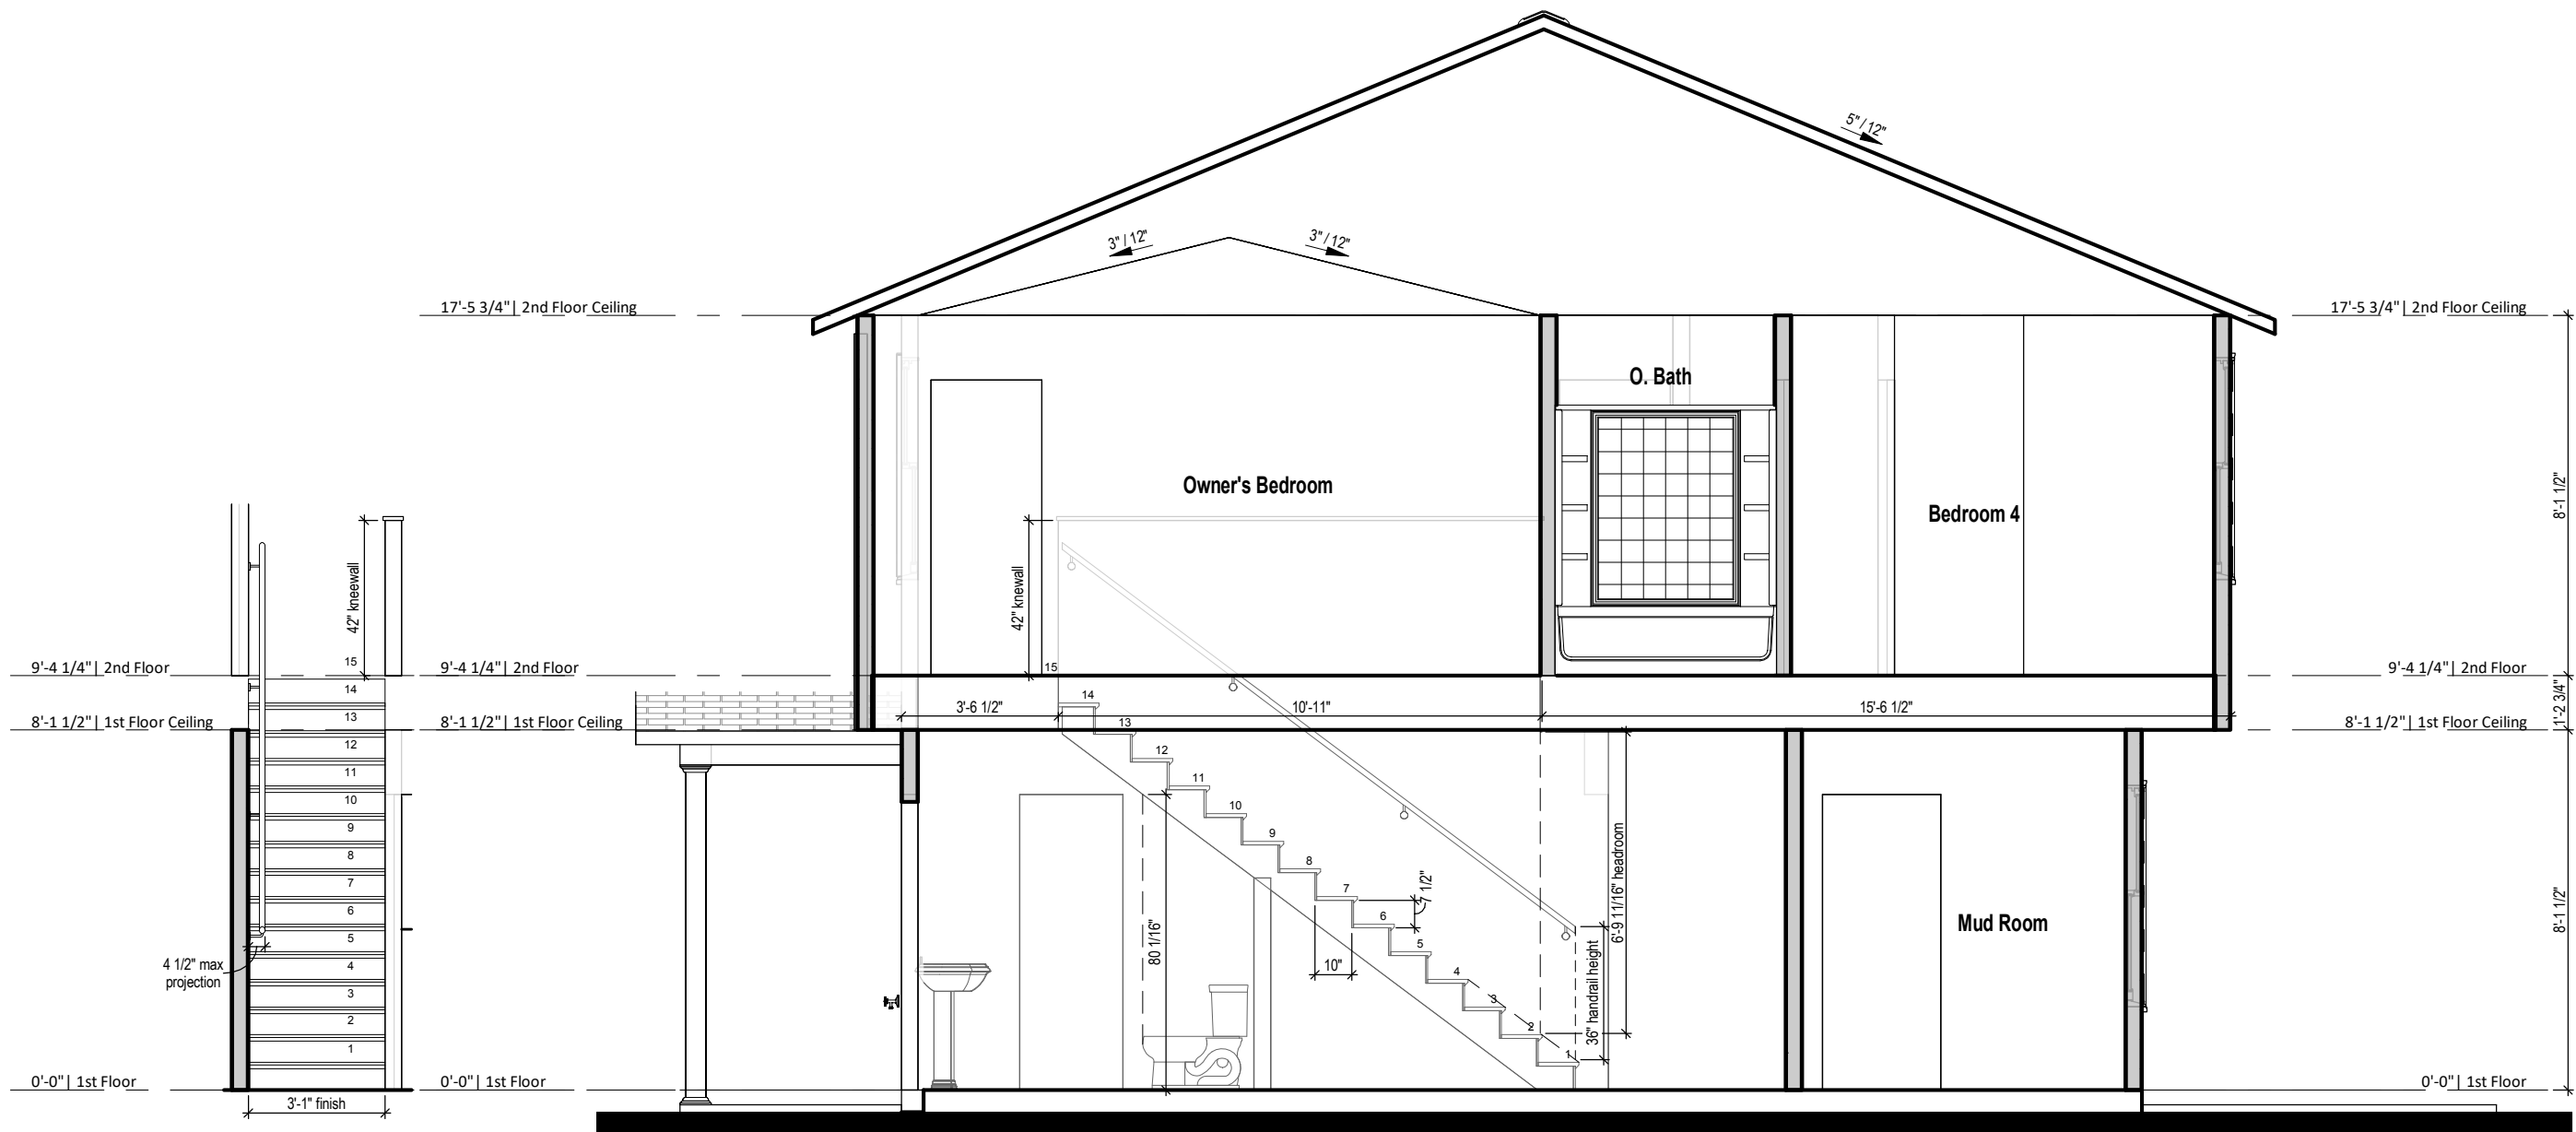 5" / 12"
3" / 12"
3" / 12"
17'-5 3/4" | 2nd Floor Ceiling
17'-5 3/4" | 2nd Floor Ceiling
O. Bath
Owner's Bedroom
Bedroom 4
8'-1 1/2"
42" kneewall
42" knewall
15
15
9'-4 1/4" | 2nd Floor
9'-4 1/4" | 2nd Floor
9'-4 1/4" | 2nd Floor
14
14
3'-6 1/2"
10'-11"
15'-6 1/2"
1'-2 3/4"
13
13
8'-1 1/2" | 1st Floor Ceiling
8'-1 1/2" | 1st Floor Ceiling
8'-1 1/2" | 1st Floor Ceiling
12
12
11
11
10
10
9
9
8
8
7
7
7 1/2"
6
6
5
5
4
4
3
3
2
2
1
1
6'-9 11/16" headroom
80 1/16"
10"
36" handrail height
Mud Room
8'-1 1/2"
4 1/2" max
projection
0'-0" | 1st Floor
0'-0" | 1st Floor
0'-0" | 1st Floor
3'-1" finish